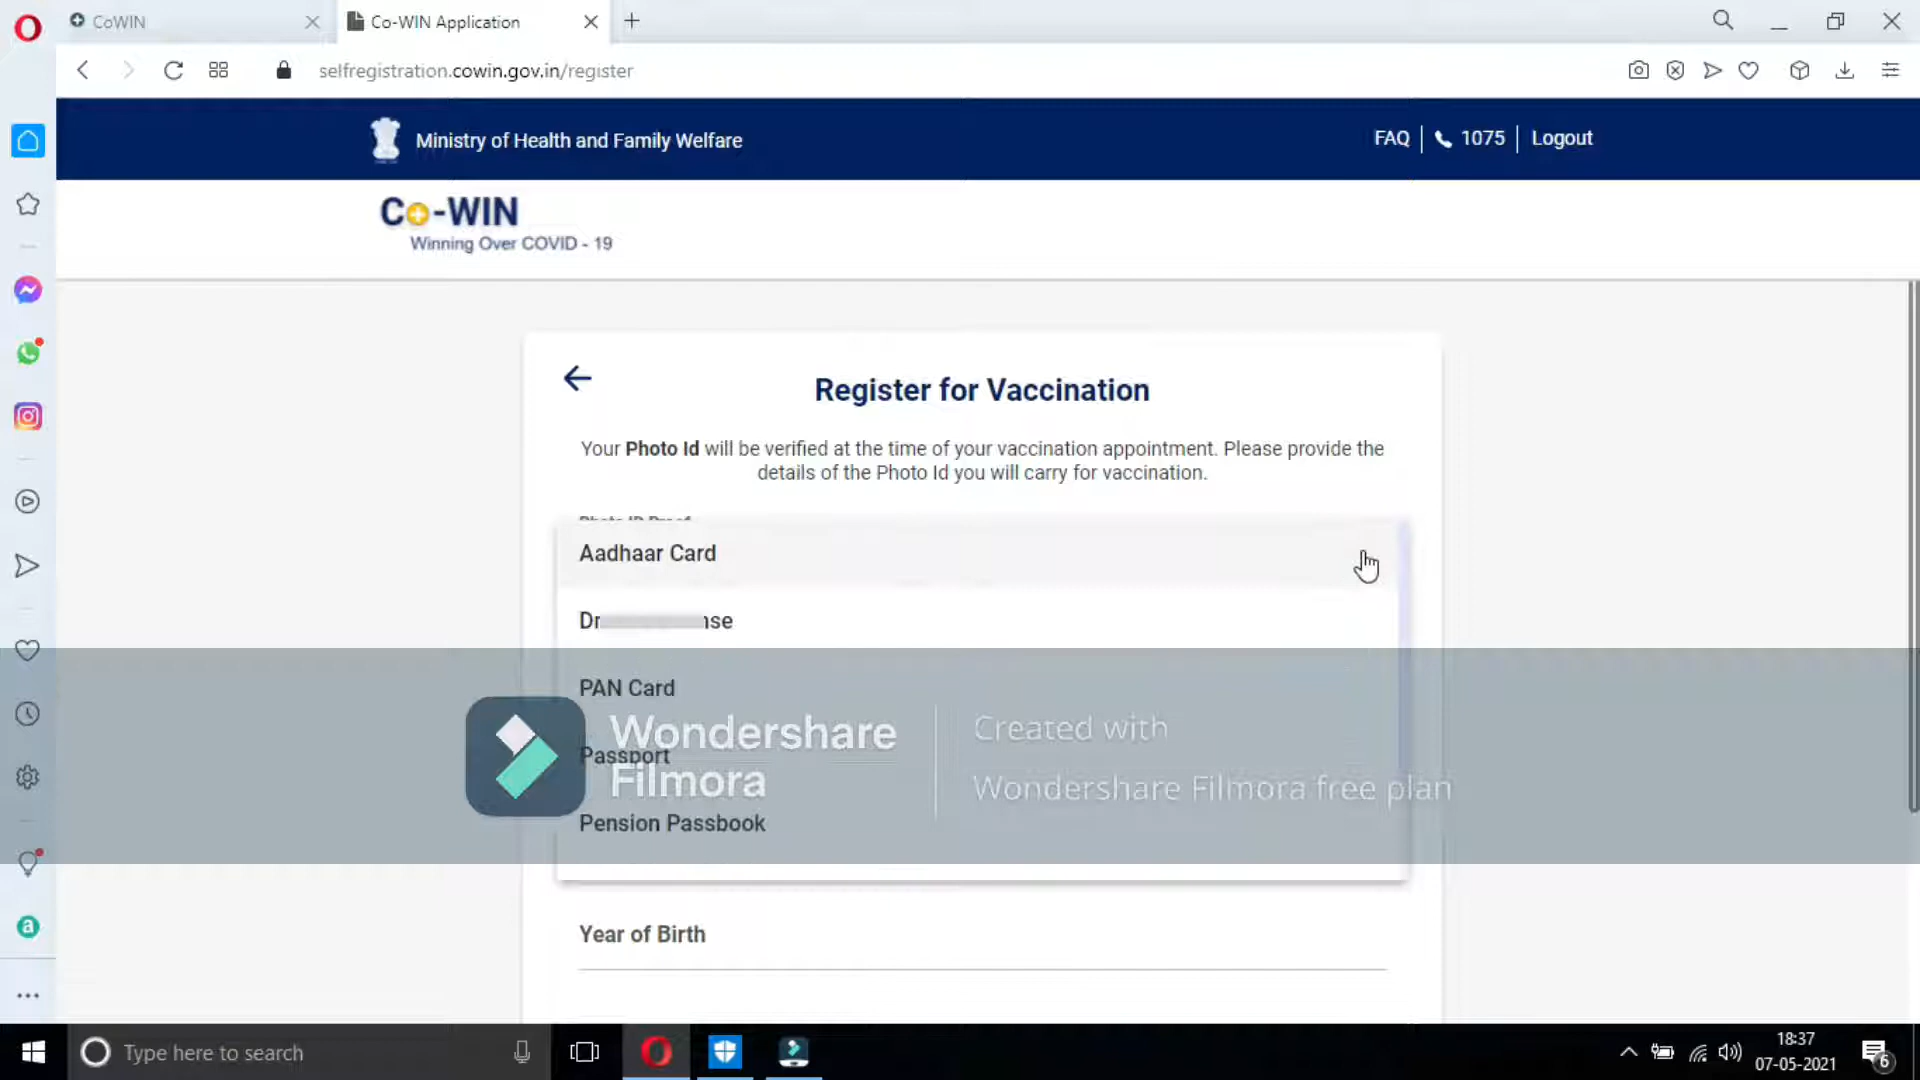 CoWIN
Co-WIN Application
selfregistration.cowin.gov.in/register
Ministry of Health and Family Welfare
FAQ
1075
Logout
Co-WIN
Winning Over COVID - 19
Register for Vaccination
Your Photo Id will be verified at the time of your vaccination appointment. Please provide the
details of the Photo Id you will carry for vaccination.
Aadhaar Card
PAN Card
Wondershare
Filmora
Created with
Wondershare Filmora free plan
Passport
Pension Passbook
Year of Birth
Type here to search
18:37
07-05-2021
6